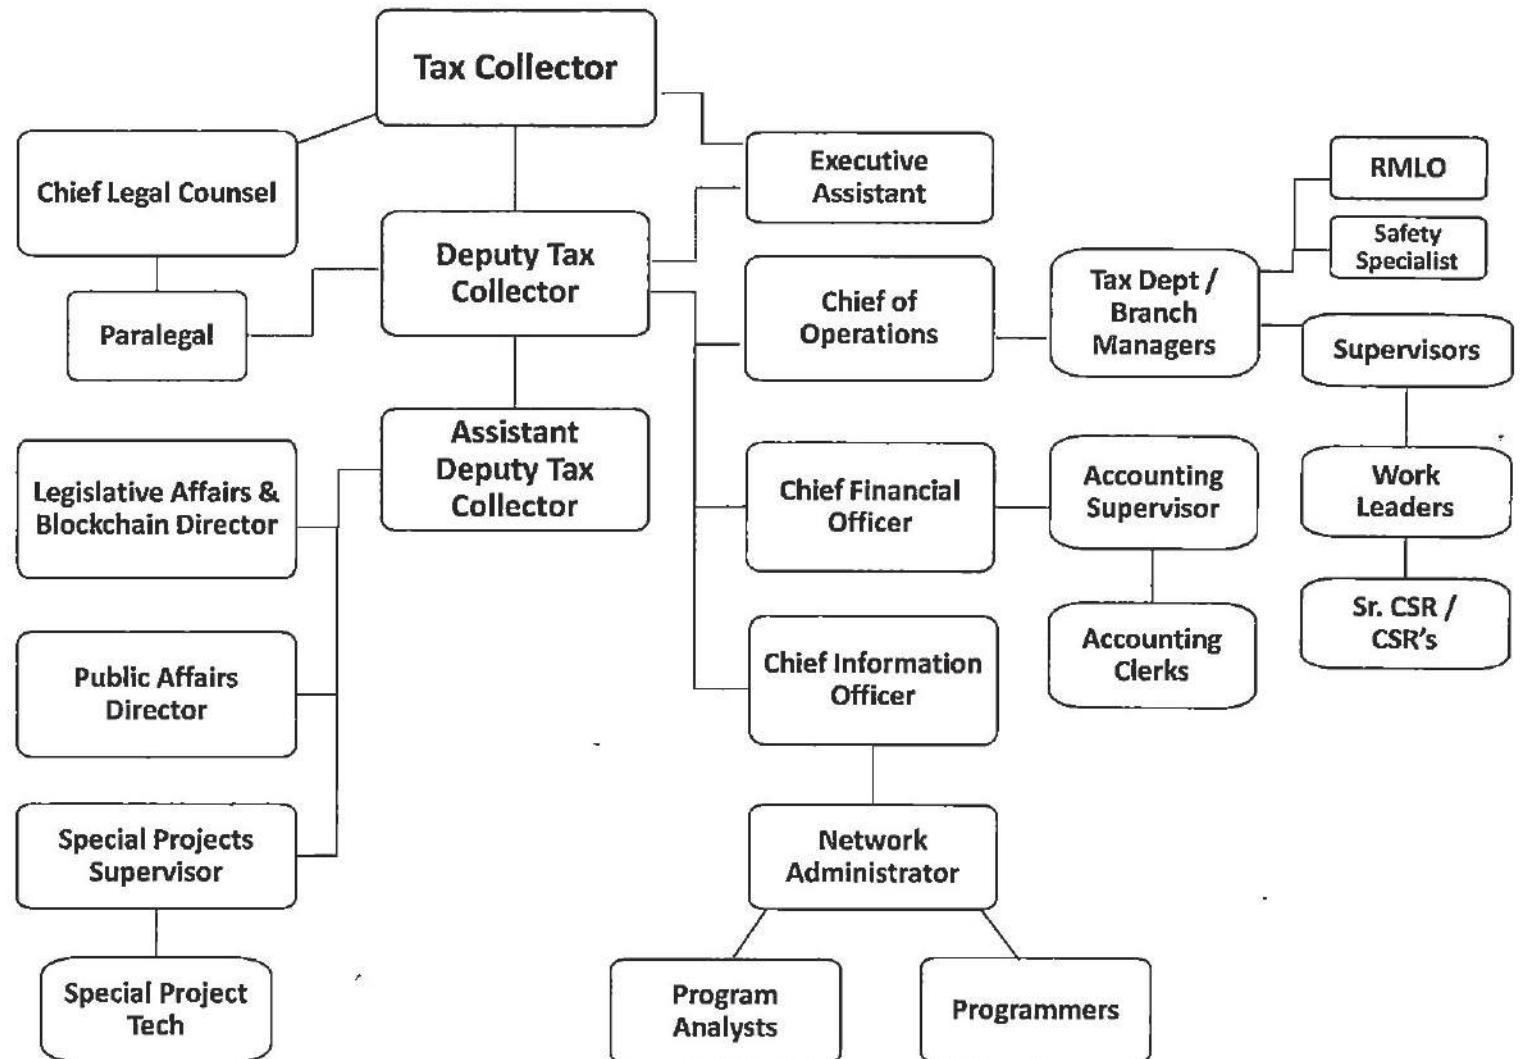 Tax Collector
Chief Legal Counsel
Executive
Assistant
RMLO
Safety
Specialist
Deputy Tax
Collector
Paralegal
Chief of
Operations
Tax Dept /
Branch
Managers
Supervisors
Assistant
Deputy Tax
Collector
Legislative Affairs &
Blockchain Director
Chief Financial
Officer
Accounting
Supervisor
Work
Leaders
Sr. CSR /
CSR's
Accounting
Clerks
Public Affairs
Director
Chief Information
Officer
Special Projects
Supervisor
Network
Administrator
Special Project
Tech
Program
Analysts
Programmers